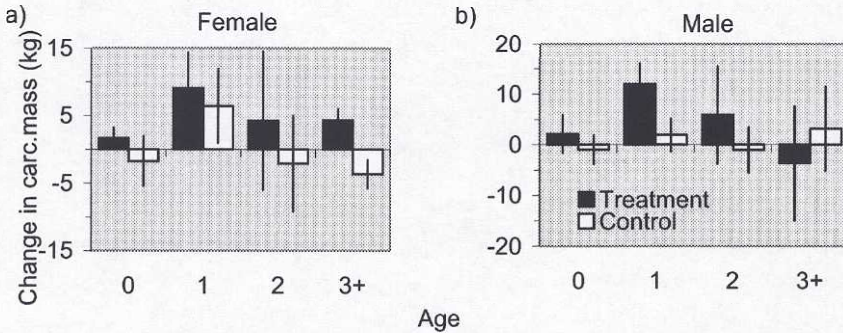 a)
Female
Change in carc.mass (kg)
15
5
-5
-15
0 1 2 3+
b)
Male
20
10
0
-10
-20
Treatment
Control
0 1 2 3+
Age